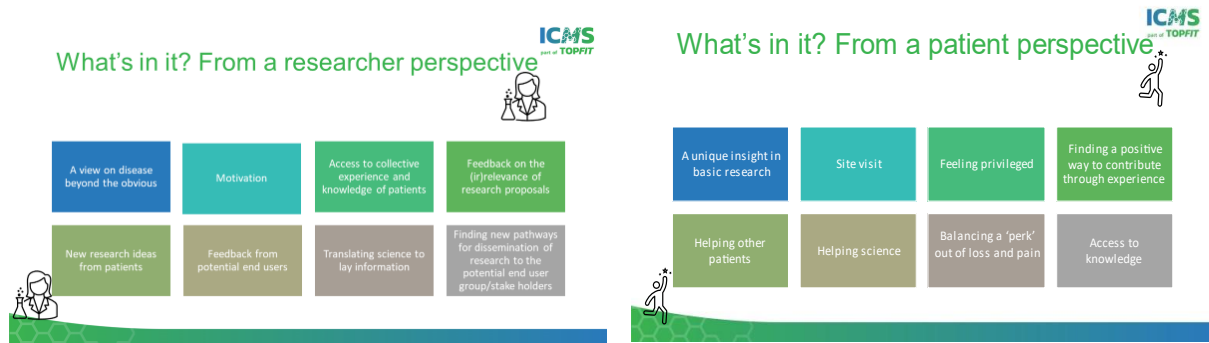 ICMS
part of TOPFIT
What's in it? From a researcher perspective
A view on disease
beyond the obvious
Motivation
Access to collective
experience and
knowledge of patients
Feedback on the
(ir)relevance of
research proposals
New research ideas
from patients
Feedback from
potential end users
Translating science to
lay information
Finding new pathways
for dissemination of
research to the
potential end user
group/stake holders
ICMS
part of TOPFIT
What's in it? From a patient perspective
A unique insight in
basic research
Site visit
Feeling privileged
Finding a positive
way to contribute
through experience
Helping other
patients
Helping science
Balancing a 'perk'
out of loss and pain
Access to
knowledge